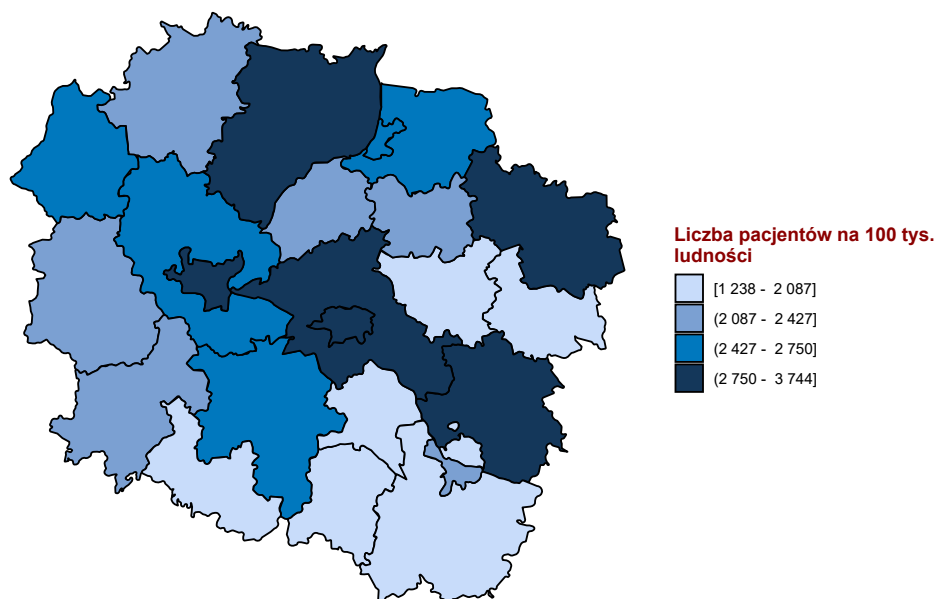 Liczba pacjentów na 100 tys.
ludności
[1 238 - 2 087]
(2 087 - 2 427]
(2 427 - 2 750]
(2 750 - 3 744]